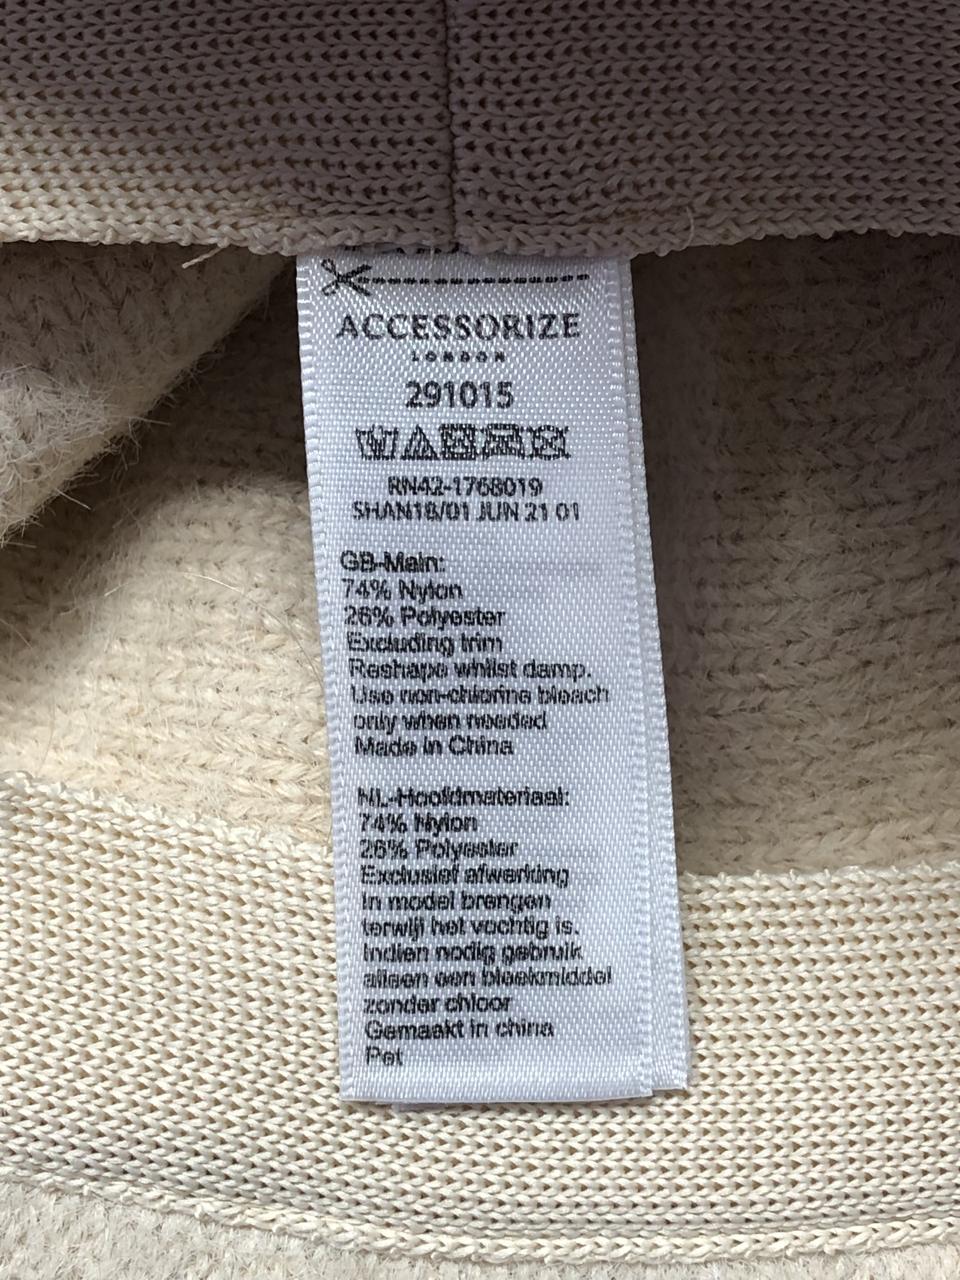 ACCESSORIZE
LONDON
291015
RN42-1768019
SHAN18/01 JUN 21 01
GB-Main:
74% Nylon
26% Polyester
Excluding trim
Reshape whilst damp.
Use non-chlorine bleach
only when needed
Made in China
NL-Hoofdmateriaal:
74% Nylon
26% Polyester
Exclusief afwerking
In model brengen
terwijl het vochtig is.
Indien nodig gebruik
alleen een bleekmiddel
zonder chloor
Gemaakt in china
Pet